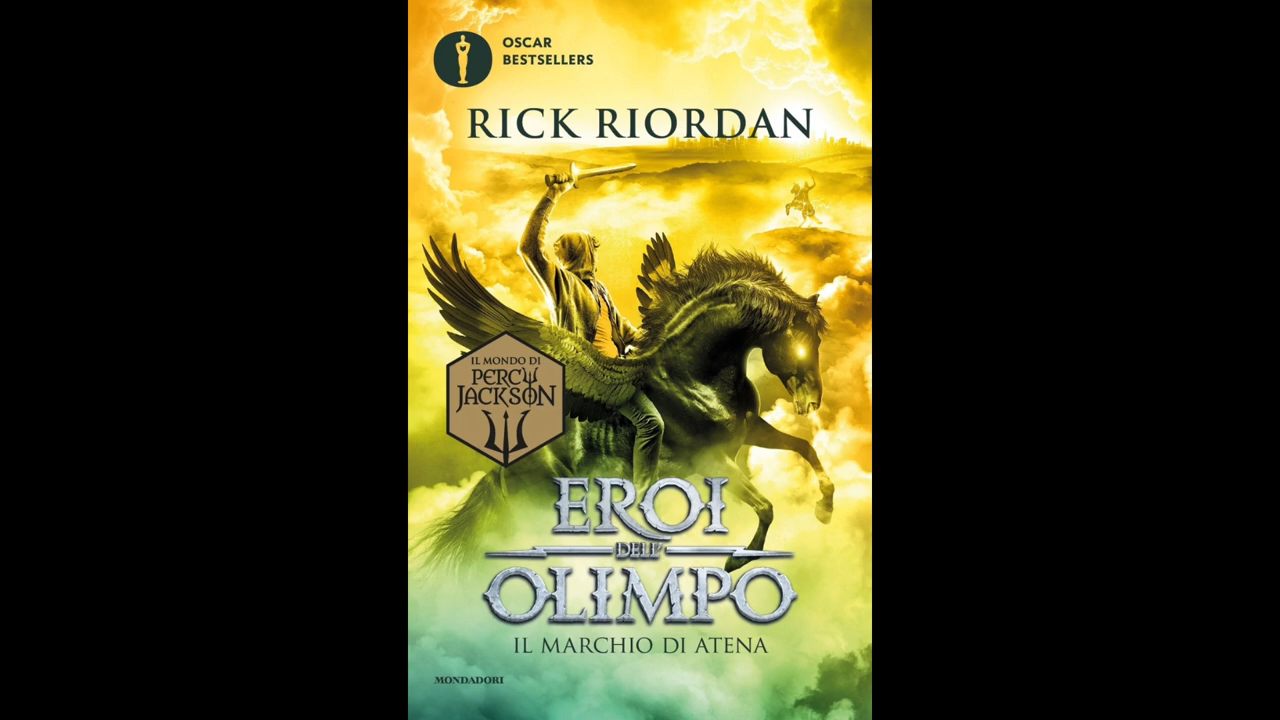 OSCAR
BESTSELLERS
RICK RIORDAN
IL MONDO DI
PERCY
JACKSON
EROI
DELL'
OLIMPO
IL MARCHIO DI ATENA
MONDADORI